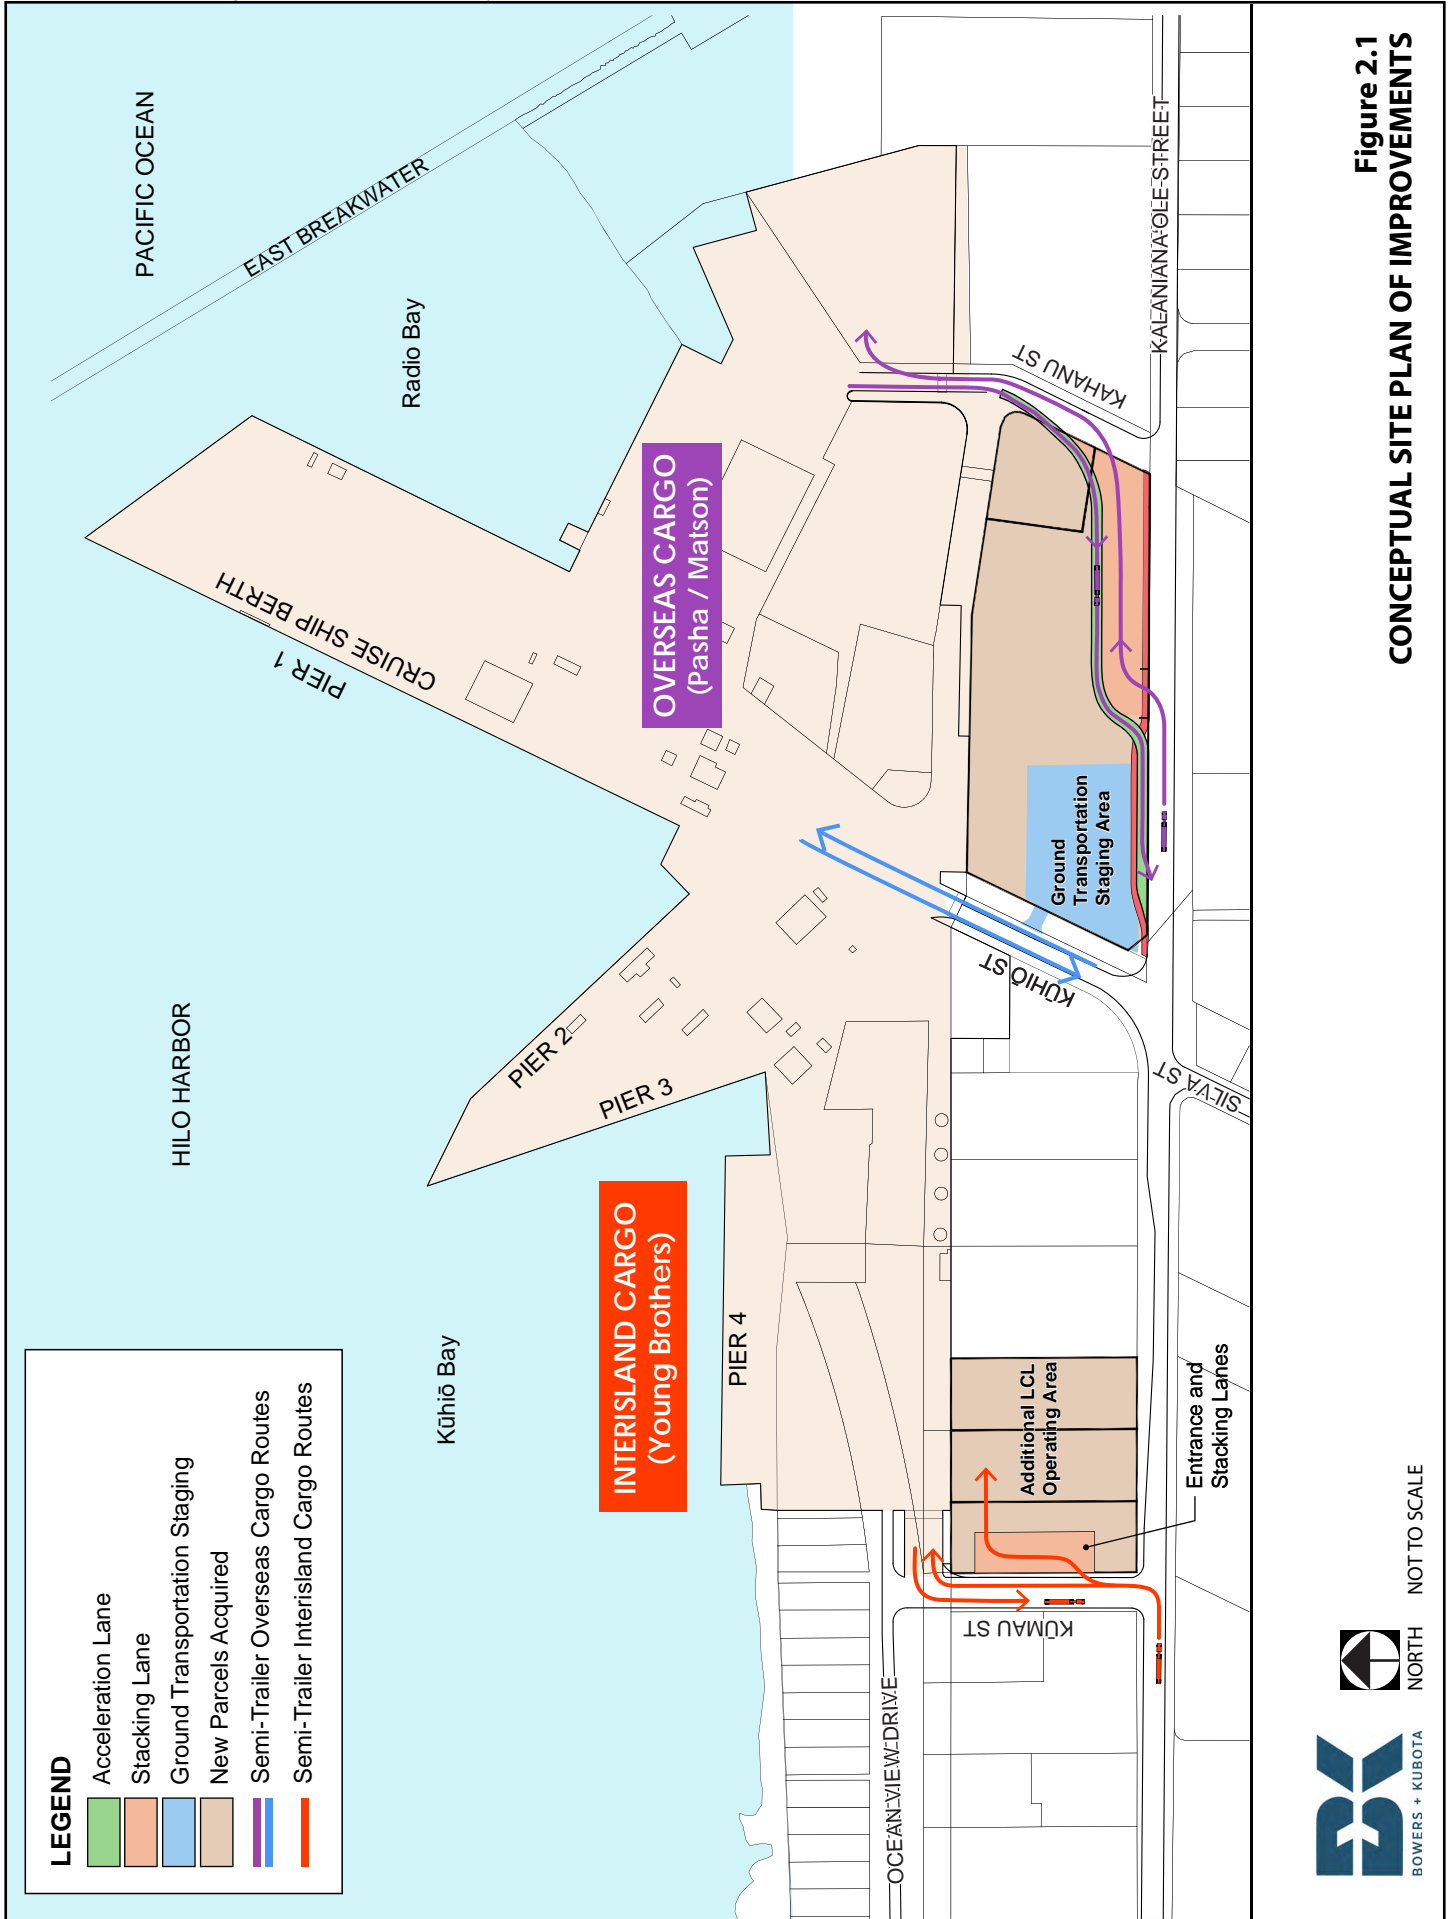 LEGEND
Acceleration Lane
Stacking Lane
Ground Transportation Staging
New Parcels Acquired
Semi-Trailer Overseas Cargo Routes
Semi-Trailer Interisland Cargo Routes
HILO HARBOR
PACIFIC OCEAN
EAST BREAKWATER
Radio Bay
Kūhiō Bay
CRUISE SHIP BERTH
PIER 1
PIER 2
PIER 3
PIER 4
INTERISLAND CARGO
(Young Brothers)
OVERSEAS CARGO
(Pasha / Matson)
OCEAN VIEW DRIVE
KŪMAU ST
KŪHIŌ ST
KAHANU ST
KALANIANAʻOLE STREET
SILVA ST
Additional LCL
Operating Area
Entrance and
Stacking Lanes
Ground
Transportation
Staging Area
BK
BOWERS + KUBOTA
NORTH
NOT TO SCALE
Figure 2.1
CONCEPTUAL SITE PLAN OF IMPROVEMENTS